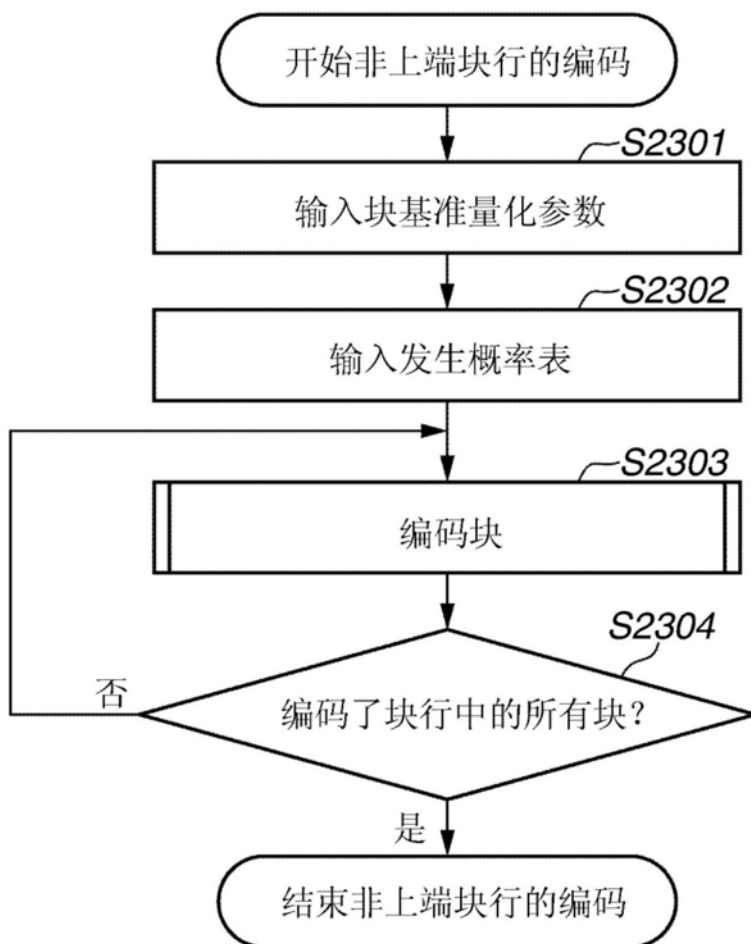 开始非上端块行的编码
S2301
输入块基准量化参数
S2302
输入发生概率表
S2303
编码块
S2304
编码了块行中的所有块？
否
是
结束非上端块行的编码